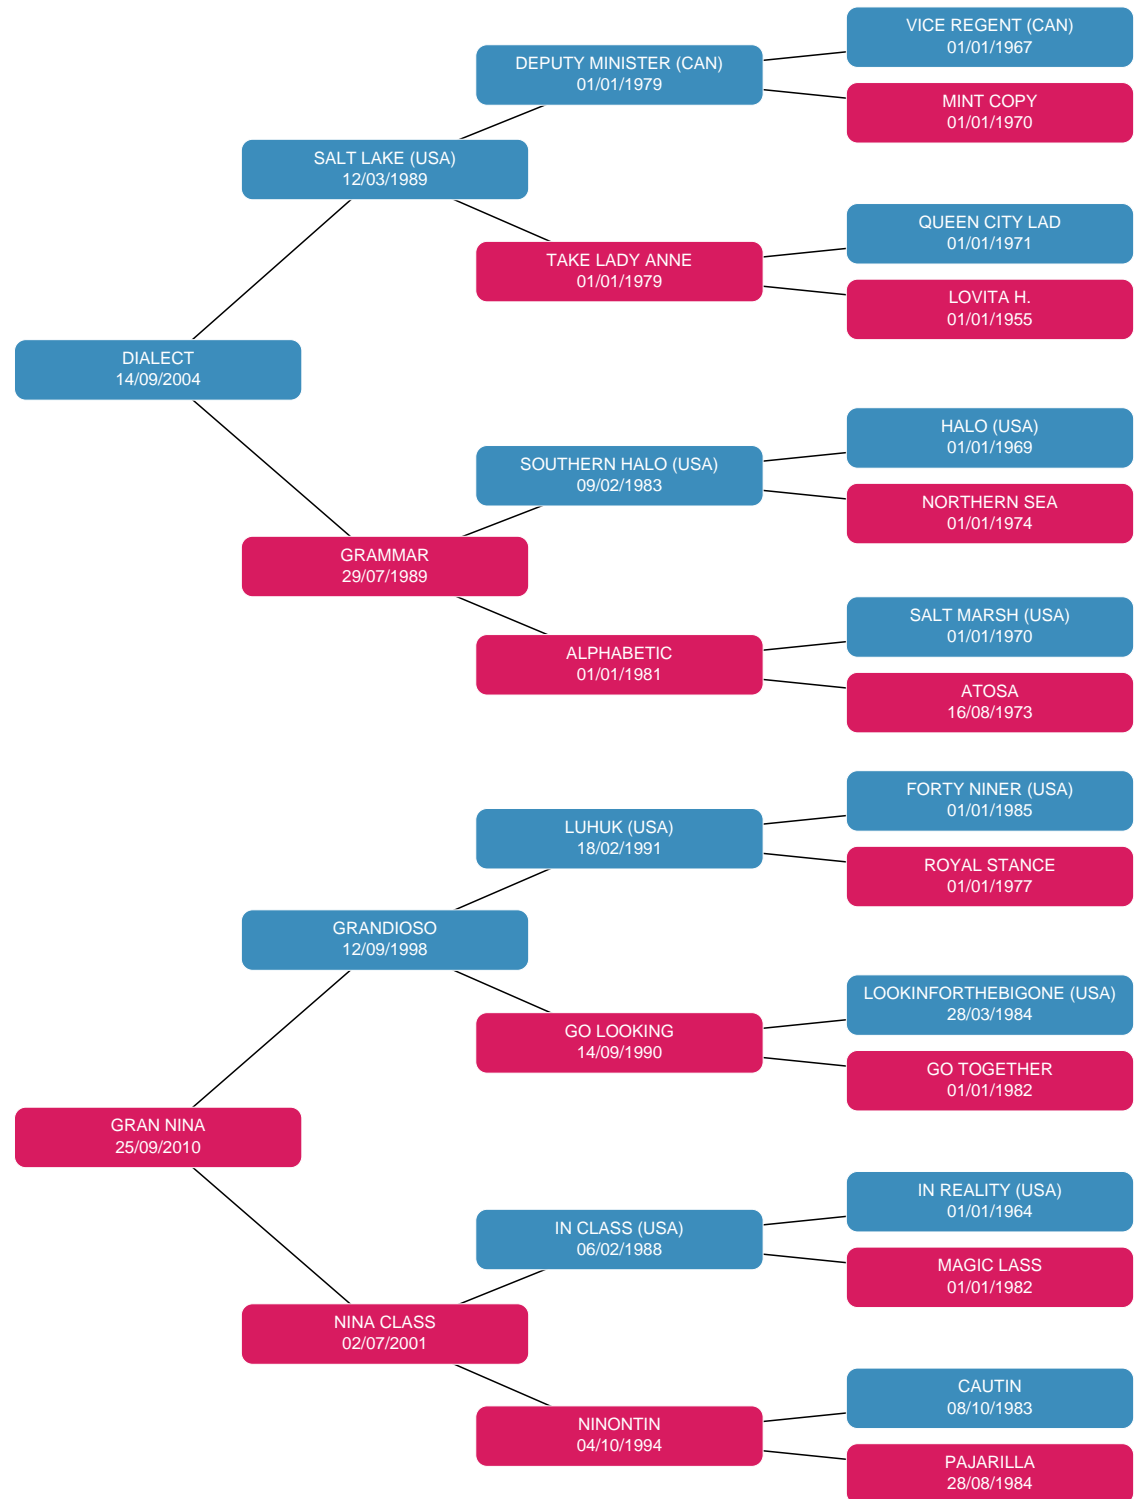 VICE REGENT (CAN)
01/01/1967
DEPUTY MINISTER (CAN)
01/01/1979
MINT COPY
01/01/1970
SALT LAKE (USA)
12/03/1989
QUEEN CITY LAD
01/01/1971
TAKE LADY ANNE
01/01/1979
LOVITA H.
01/01/1955
DIALECT
14/09/2004
HALO (USA)
01/01/1969
SOUTHERN HALO (USA)
09/02/1983
NORTHERN SEA
01/01/1974
GRAMMAR
29/07/1989
SALT MARSH (USA)
01/01/1970
ALPHABETIC
01/01/1981
ATOSA
16/08/1973
FORTY NINER (USA)
01/01/1985
LUHUK (USA)
18/02/1991
ROYAL STANCE
01/01/1977
GRANDIOSO
12/09/1998
LOOKINFORTHEBIGONE (USA)
28/03/1984
GO LOOKING
14/09/1990
GO TOGETHER
01/01/1982
GRAN NINA
25/09/2010
IN REALITY (USA)
01/01/1964
IN CLASS (USA)
06/02/1988
MAGIC LASS
01/01/1982
NINA CLASS
02/07/2001
CAUTIN
08/10/1983
NINONTIN
04/10/1994
PAJARILLA
28/08/1984